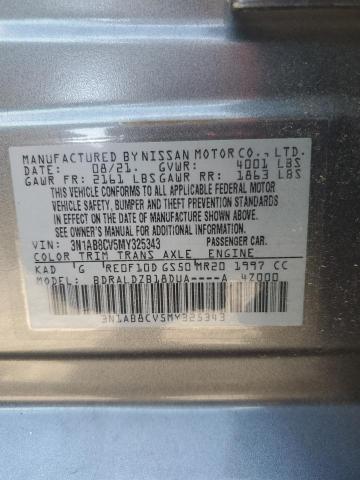 MANUFACTURED BY NISSAN MOTOR CO., LTD.
DATE: 08/21. GVWR: 4001 LBS
GAWR FR: 2161 LBS GAWR RR: 1863 LBS
THIS VEHICLE CONFORMS TO ALL APPLICABLE FEDERAL MOTOR
VEHICLE SAFETY, BUMPER AND THEFT PREVENTION STANDARDS
IN EFFECT ON THE DATE OF MANUFACTURE SHOWN ABOVE.
SEE OWNER'S MANUAL FOR ADDITIONAL INFORMATION.
VIN: 3N1AB8CV5MY325343 PASSENGER CAR.
COLOR TRIM TRANS AXLE ENGINE
KAD G RE0F10D GS50 MR20 1997 CC
MODEL: BDRALDZB18DUA----A 4Z000
3N1AB8CV5MY325343